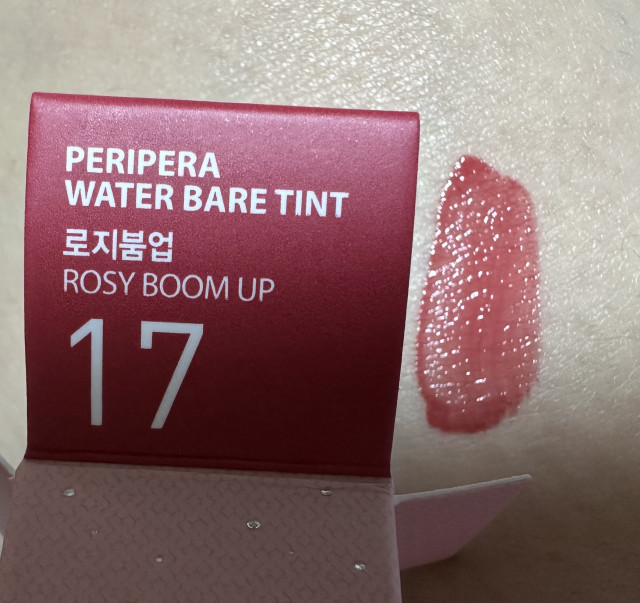 PERIPERA
WATER BARE TINT
로지붐업
ROSY BOOM UP
17